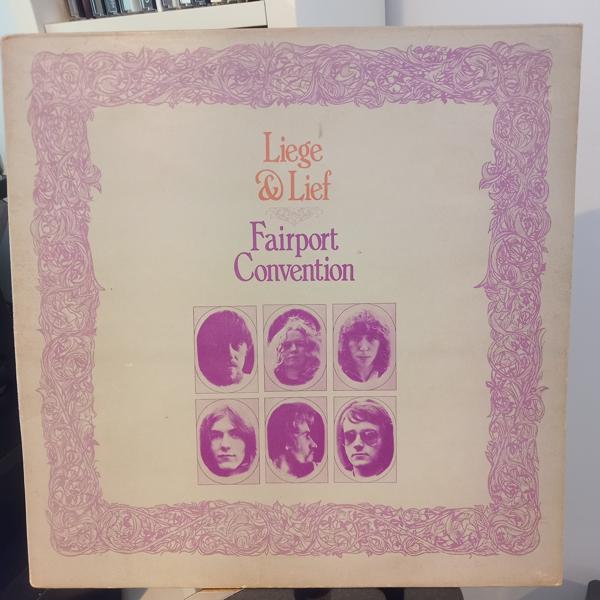 Liege
& Lief
Fairport
Convention